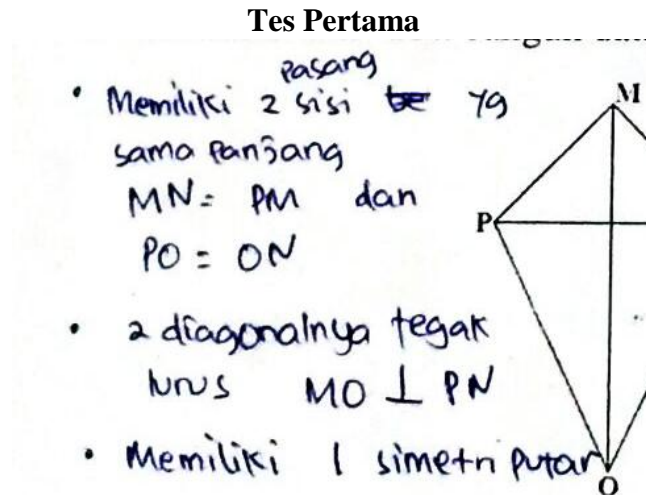 Tes Pertama
pasang
• Memiliki 2 sisi yg
sama panjang
MN = PM dan
PO = ON
• 2 diagonalnya tegak
lurus MO ⊥ PN
• Memiliki 1 simetri putar
M
P
O